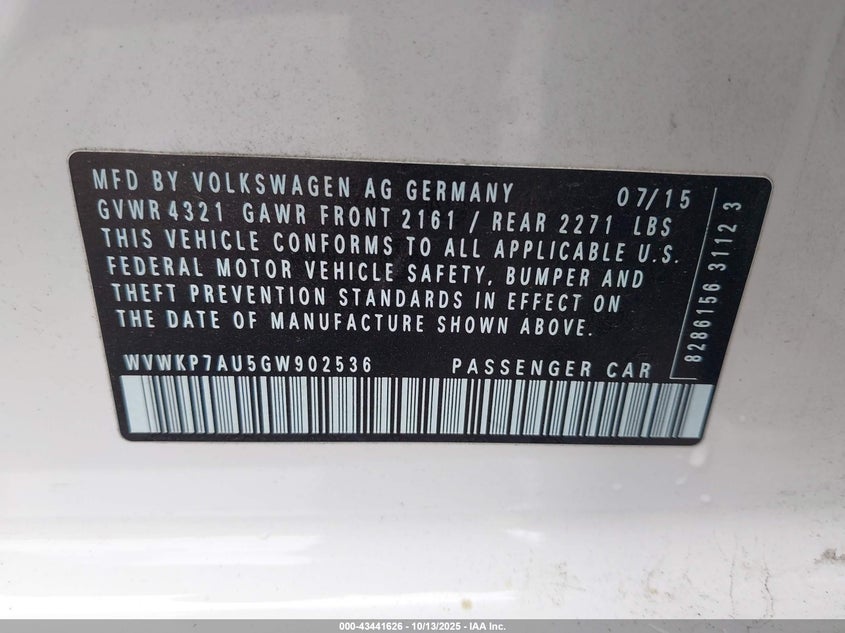 MFD BY VOLKSWAGEN AG GERMANY 07/15
GVWR 4321 GAWR FRONT 2161 / REAR 2271 LBS
THIS VEHICLE CONFORMS TO ALL APPLICABLE U.S.
FEDERAL MOTOR VEHICLE SAFETY, BUMPER AND
THEFT PREVENTION STANDARDS IN EFFECT ON
THE DATE OF MANUFACTURE SHOWN ABOVE.
WVWKP7AU5GW902536 PASSENGER CAR
8286156 3112 3
000-43441626 - 10/13/2025 - IAA Inc.